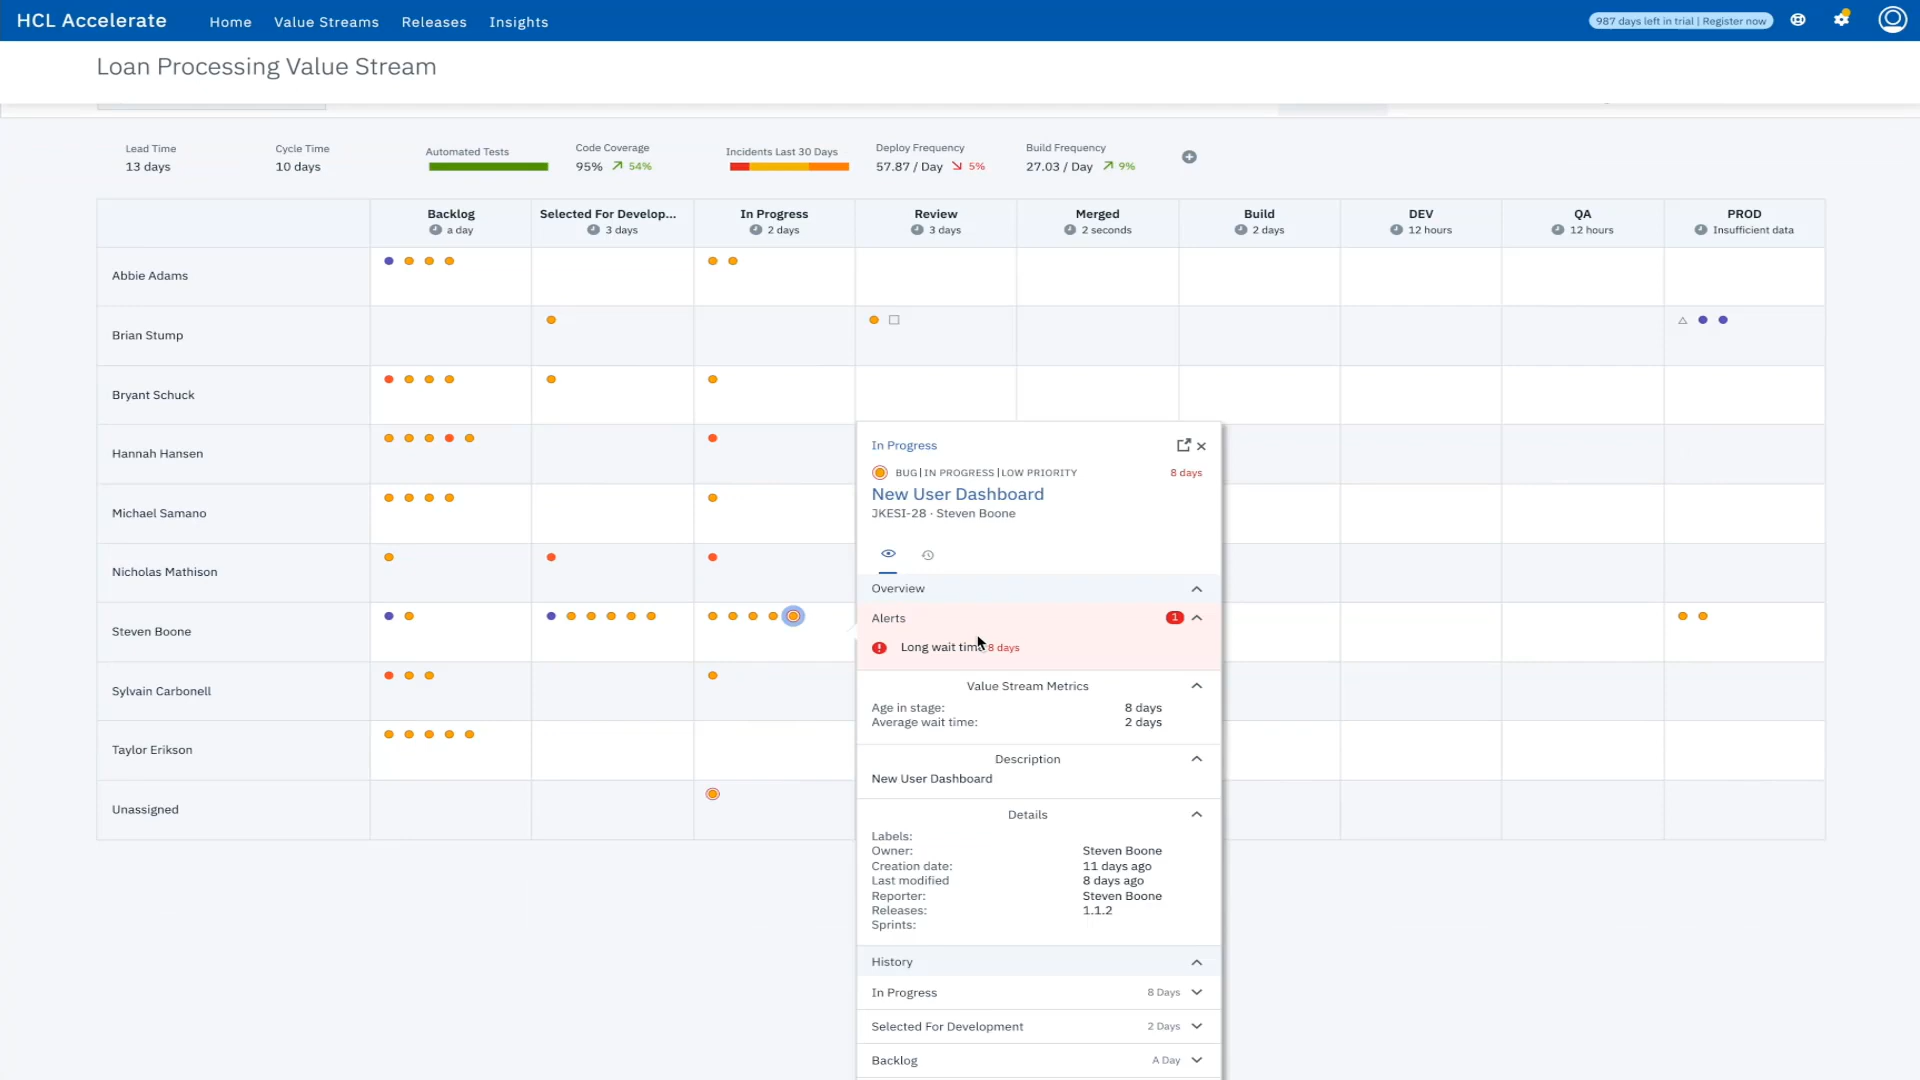 HCL Accelerate
Home
Value Streams
Releases
Insights
987 days left in trial | Register now
Loan Processing Value Stream
Lead Time
13 days
Cycle Time
10 days
Automated Tests
Code Coverage
95% 54%
Incidents Last 30 Days
Deploy Frequency
57.87 / Day 5%
Build Frequency
27.03 / Day 9%
Backlog
a day
Selected For Develop...
3 days
In Progress
2 days
Review
3 days
Merged
2 seconds
Build
2 days
DEV
12 hours
QA
12 hours
PROD
Insufficient data
Abbie Adams
Brian Stump
Bryant Schuck
Hannah Hansen
Michael Samano
Nicholas Mathison
Steven Boone
Sylvain Carbonell
Taylor Erikson
Unassigned
In Progress
BUG | IN PROGRESS | LOW PRIORITY
8 days
New User Dashboard
JKESI-28 · Steven Boone
Overview
Alerts
1
Long wait time 8 days
Value Stream Metrics
Age in stage: 8 days
Average wait time: 2 days
Description
New User Dashboard
Details
Labels:
Owner: Steven Boone
Creation date: 11 days ago
Last modified 8 days ago
Reporter: Steven Boone
Releases: 1.1.2
Sprints:
History
In Progress 8 Days
Selected For Development 2 Days
Backlog A Day